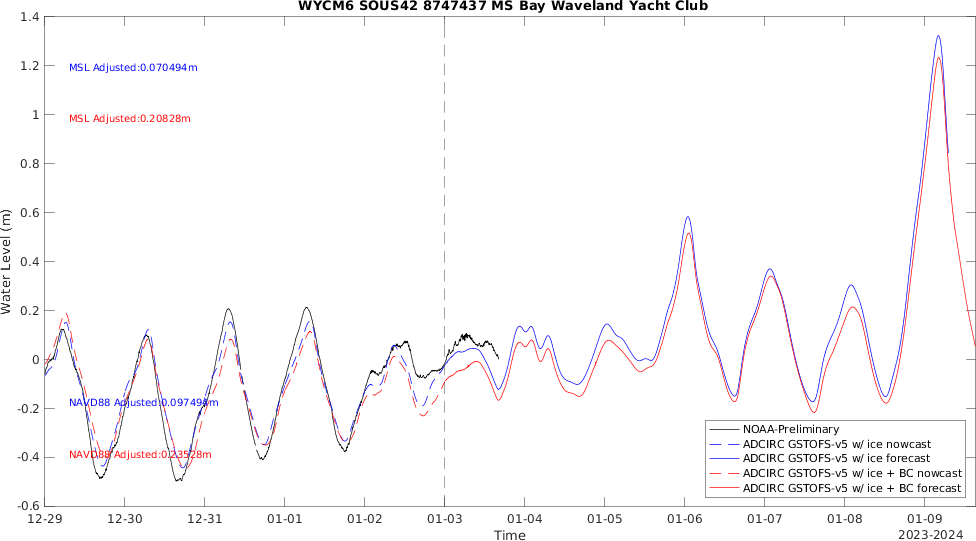 WYCM6 SOUS42 8747437 MS Bay Waveland Yacht Club
1.4
1.2
1
0.8
0.6
0.4
0.2
0
-0.2
-0.4
-0.6
Water Level (m)
MSL Adjusted:0.070494m
MSL Adjusted:0.20828m
NAVD88 Adjusted:0.097494m
NAVD88 Adjusted:0.23528m
NOAA-Preliminary
ADCIRC GSTOFS-v5 w/ ice nowcast
ADCIRC GSTOFS-v5 w/ ice forecast
ADCIRC GSTOFS-v5 w/ ice + BC nowcast
ADCIRC GSTOFS-v5 w/ ice + BC forecast
12-29 12-30 12-31 01-01 01-02 01-03 01-04 01-05 01-06 01-07 01-08 01-09
Time
2023-2024